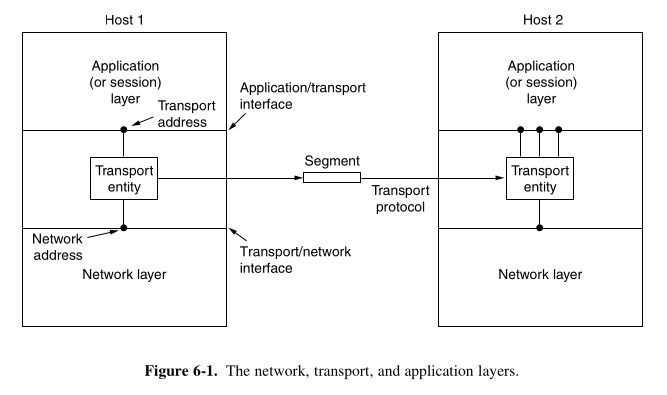 Host 1
Host 2
Application
(or session)
layer
Transport
address
Application/transport
interface
Application
(or session)
layer
Transport
entity
Segment
Transport
protocol
Transport
entity
Network
address
Transport/network
interface
Network layer
Network layer
Figure 6-1. The network, transport, and application layers.